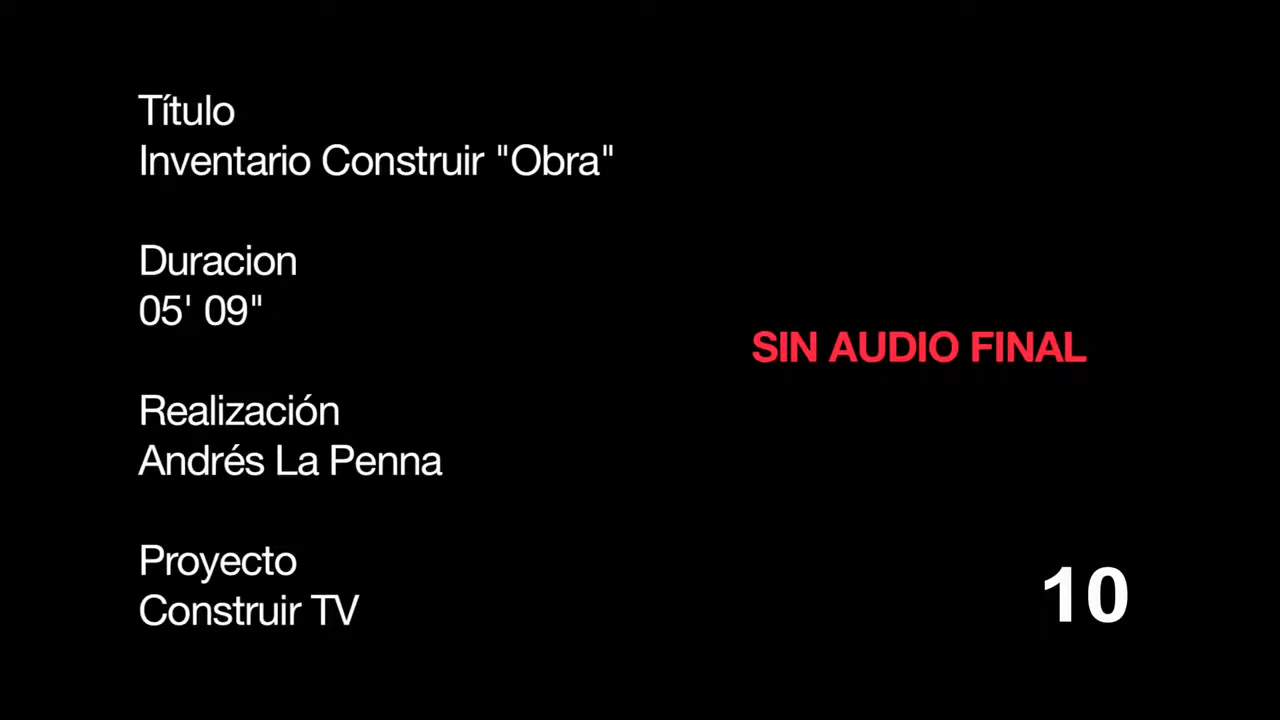 Título
Inventario Construir "Obra"
Duracion
05' 09"
Realización
Andrés La Penna
Proyecto
Construir TV
SIN AUDIO FINAL
10